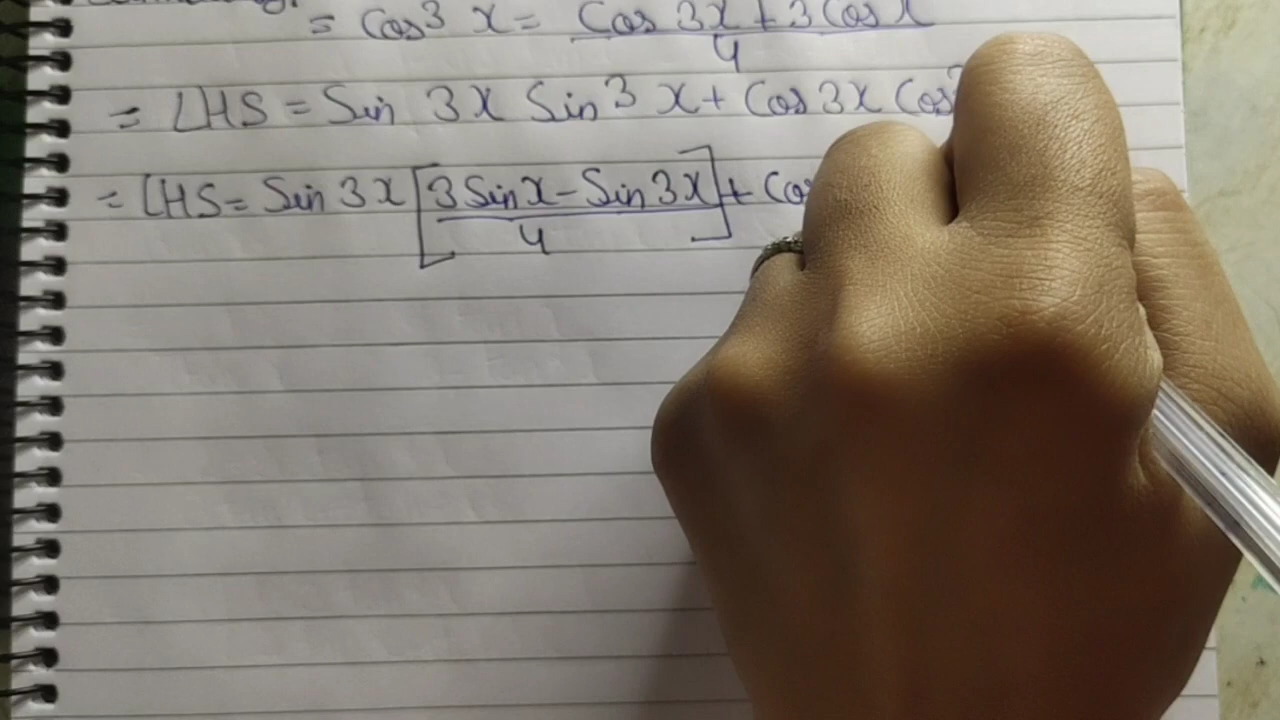 = Cos³ x = Cos 3x + 3 Cos x / 4
= LHS = Sin 3x Sin³ x + Cos 3x Cos
= LHS = Sin 3x [3 Sin x - Sin 3x / 4] + Cos